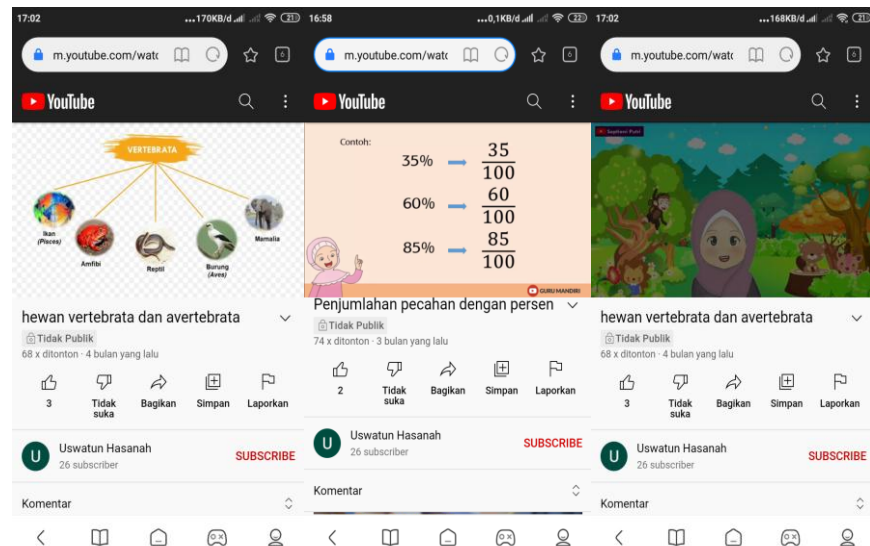 17:02
...170KB/d
21
m.youtube.com/watc
6
YouTube
VERTEBRATA
Ikan
(Pisces)
Amfibi
Reptil
Burung
(Aves)
Mamalia
hewan vertebrata dan avertebrata
Tidak Publik
68 x ditonton · 4 bulan yang lalu
3
Tidak
suka
Bagikan
Simpan
Laporkan
U
Uswatun Hasanah
26 subscriber
SUBSCRIBE
Komentar
16:58
...0,1KB/d
22
m.youtube.com/watc
6
YouTube
Contoh:
35% 35
100
60% 60
100
85% 85
100
GURU MANDIRI
Penjumlahan pecahan dengan persen
Tidak Publik
74 x ditonton · 3 bulan yang lalu
2
Tidak
suka
Bagikan
Simpan
Laporkan
U
Uswatun Hasanah
26 subscriber
SUBSCRIBE
Komentar
17:02
...168KB/d
21
m.youtube.com/watc
6
YouTube
Septiani Putri
hewan vertebrata dan avertebrata
Tidak Publik
68 x ditonton · 4 bulan yang lalu
3
Tidak
suka
Bagikan
Simpan
Laporkan
U
Uswatun Hasanah
26 subscriber
SUBSCRIBE
Komentar